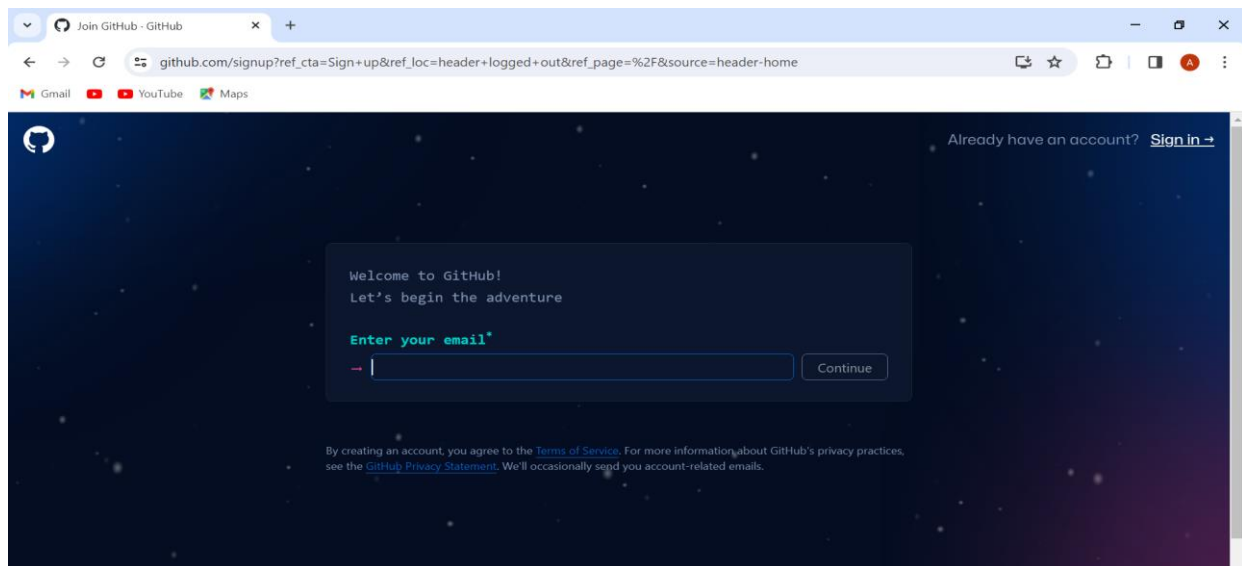 Join GitHub · GitHub
github.com/signup?ref_cta=Sign+up&ref_loc=header+logged+out&ref_page=%2F&source=header-home
A
Gmail YouTube Maps
Already have an account? Sign in →
Welcome to GitHub!
Let's begin the adventure
Enter your email*
→ Continue
By creating an account, you agree to the Terms of Service. For more information about GitHub's privacy practices,
see the GitHub Privacy Statement. We'll occasionally send you account-related emails.